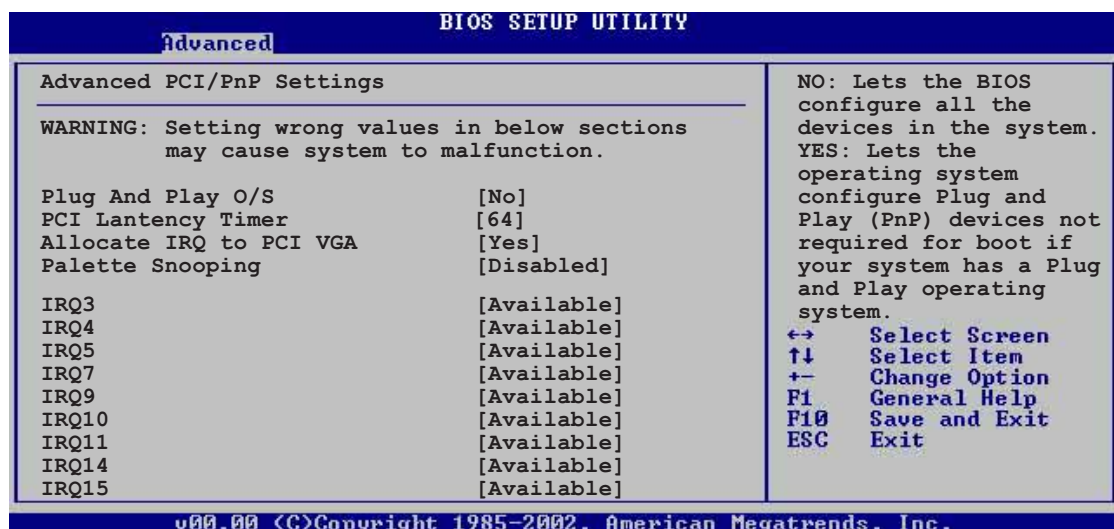 BIOS SETUP UTILITY
Advanced
Advanced PCI/PnP Settings
WARNING: Setting wrong values in below sections
may cause system to malfunction.
Plug And Play O/S [No]
PCI Lantency Timer [64]
Allocate IRQ to PCI VGA [Yes]
Palette Snooping [Disabled]
IRQ3 [Available]
IRQ4 [Available]
IRQ5 [Available]
IRQ7 [Available]
IRQ9 [Available]
IRQ10 [Available]
IRQ11 [Available]
IRQ14 [Available]
IRQ15 [Available]
NO: Lets the BIOS
configure all the
devices in the system.
YES: Lets the
operating system
configure Plug and
Play (PnP) devices not
required for boot if
your system has a Plug
and Play operating
system.
←→ Select Screen
↑↓ Select Item
+- Change Option
F1 General Help
F10 Save and Exit
ESC Exit
v00.00 (C)Copyright 1985-2002, American Megatrends, Inc.